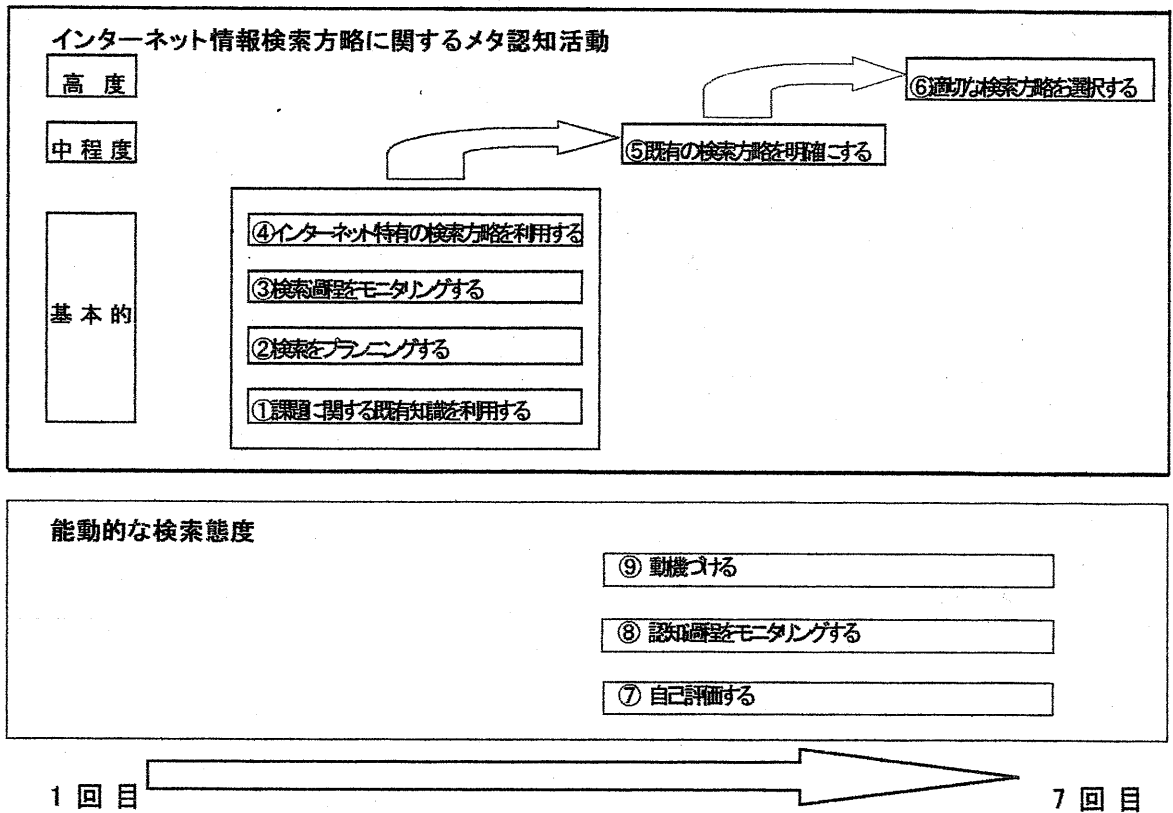 インターネット情報検索方略に関するメタ認知活動
高 度
⑥適切な検索方略を選択する
中 程 度
⑤既有の検索方略を明確にする
④インターネット特有の検索方略を利用する
③検索過程をモニタリングする
基 本 的
②検索をプランニングする
①課題に関する既有知識を利用する
能動的な検索態度
⑨ 動機づける
⑧ 認知過程をモニタリングする
⑦ 自己評価する
1 回 目
7 回 目